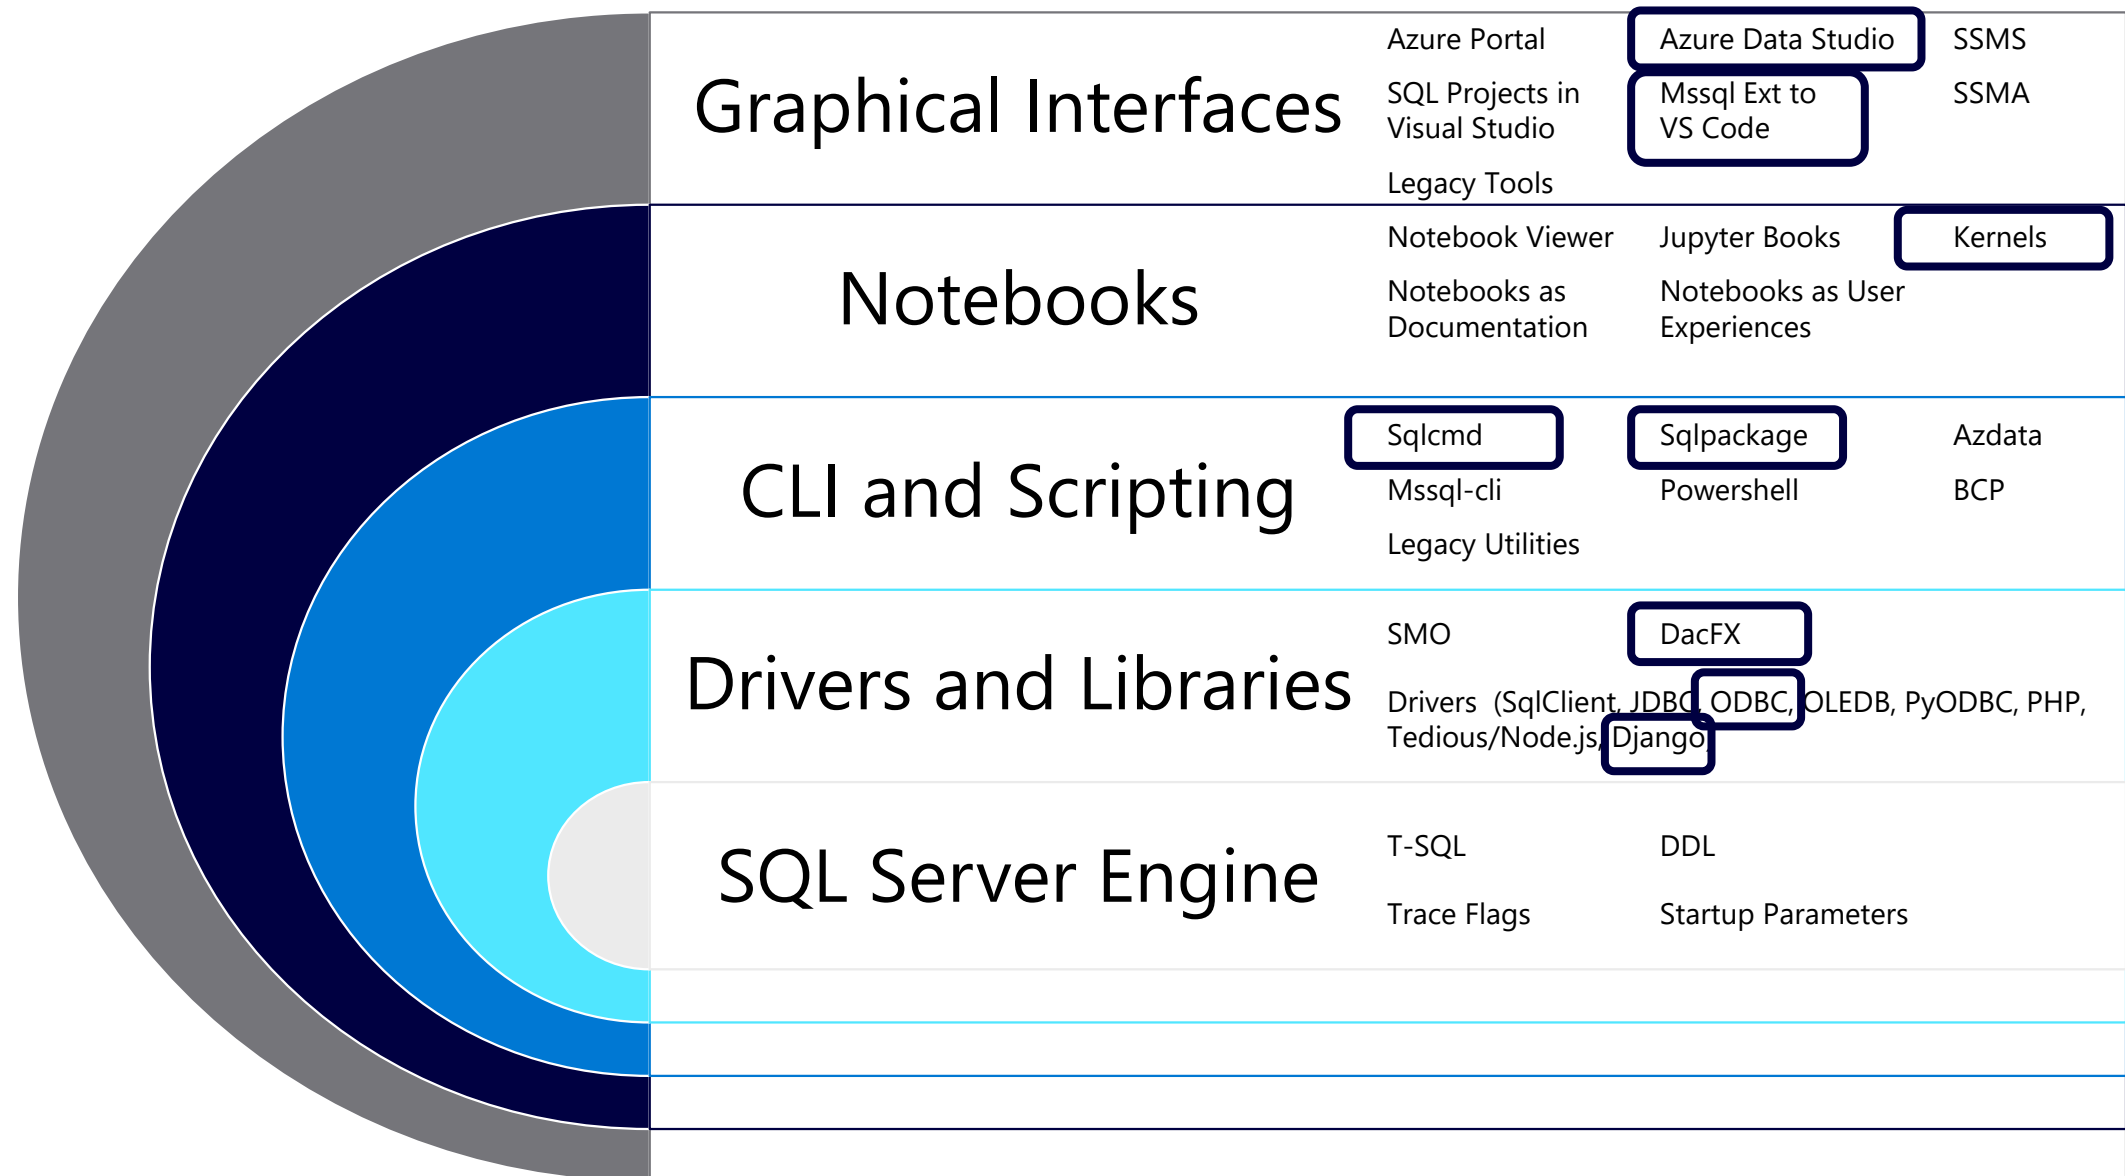 Graphical Interfaces
Azure Portal
Azure Data Studio
SSMS
SQL Projects in
Visual Studio
Mssql Ext to
VS Code
SSMA
Legacy Tools
Notebooks
Notebook Viewer
Jupyter Books
Kernels
Notebooks as
Documentation
Notebooks as User
Experiences
CLI and Scripting
Sqlcmd
Sqlpackage
Azdata
Mssql-cli
Powershell
BCP
Legacy Utilities
Drivers and Libraries
SMO
DacFX
Drivers (SqlClient, JDBC, ODBC, OLEDB, PyODBC, PHP,
Tedious/Node.js, Django,
SQL Server Engine
T-SQL
DDL
Trace Flags
Startup Parameters